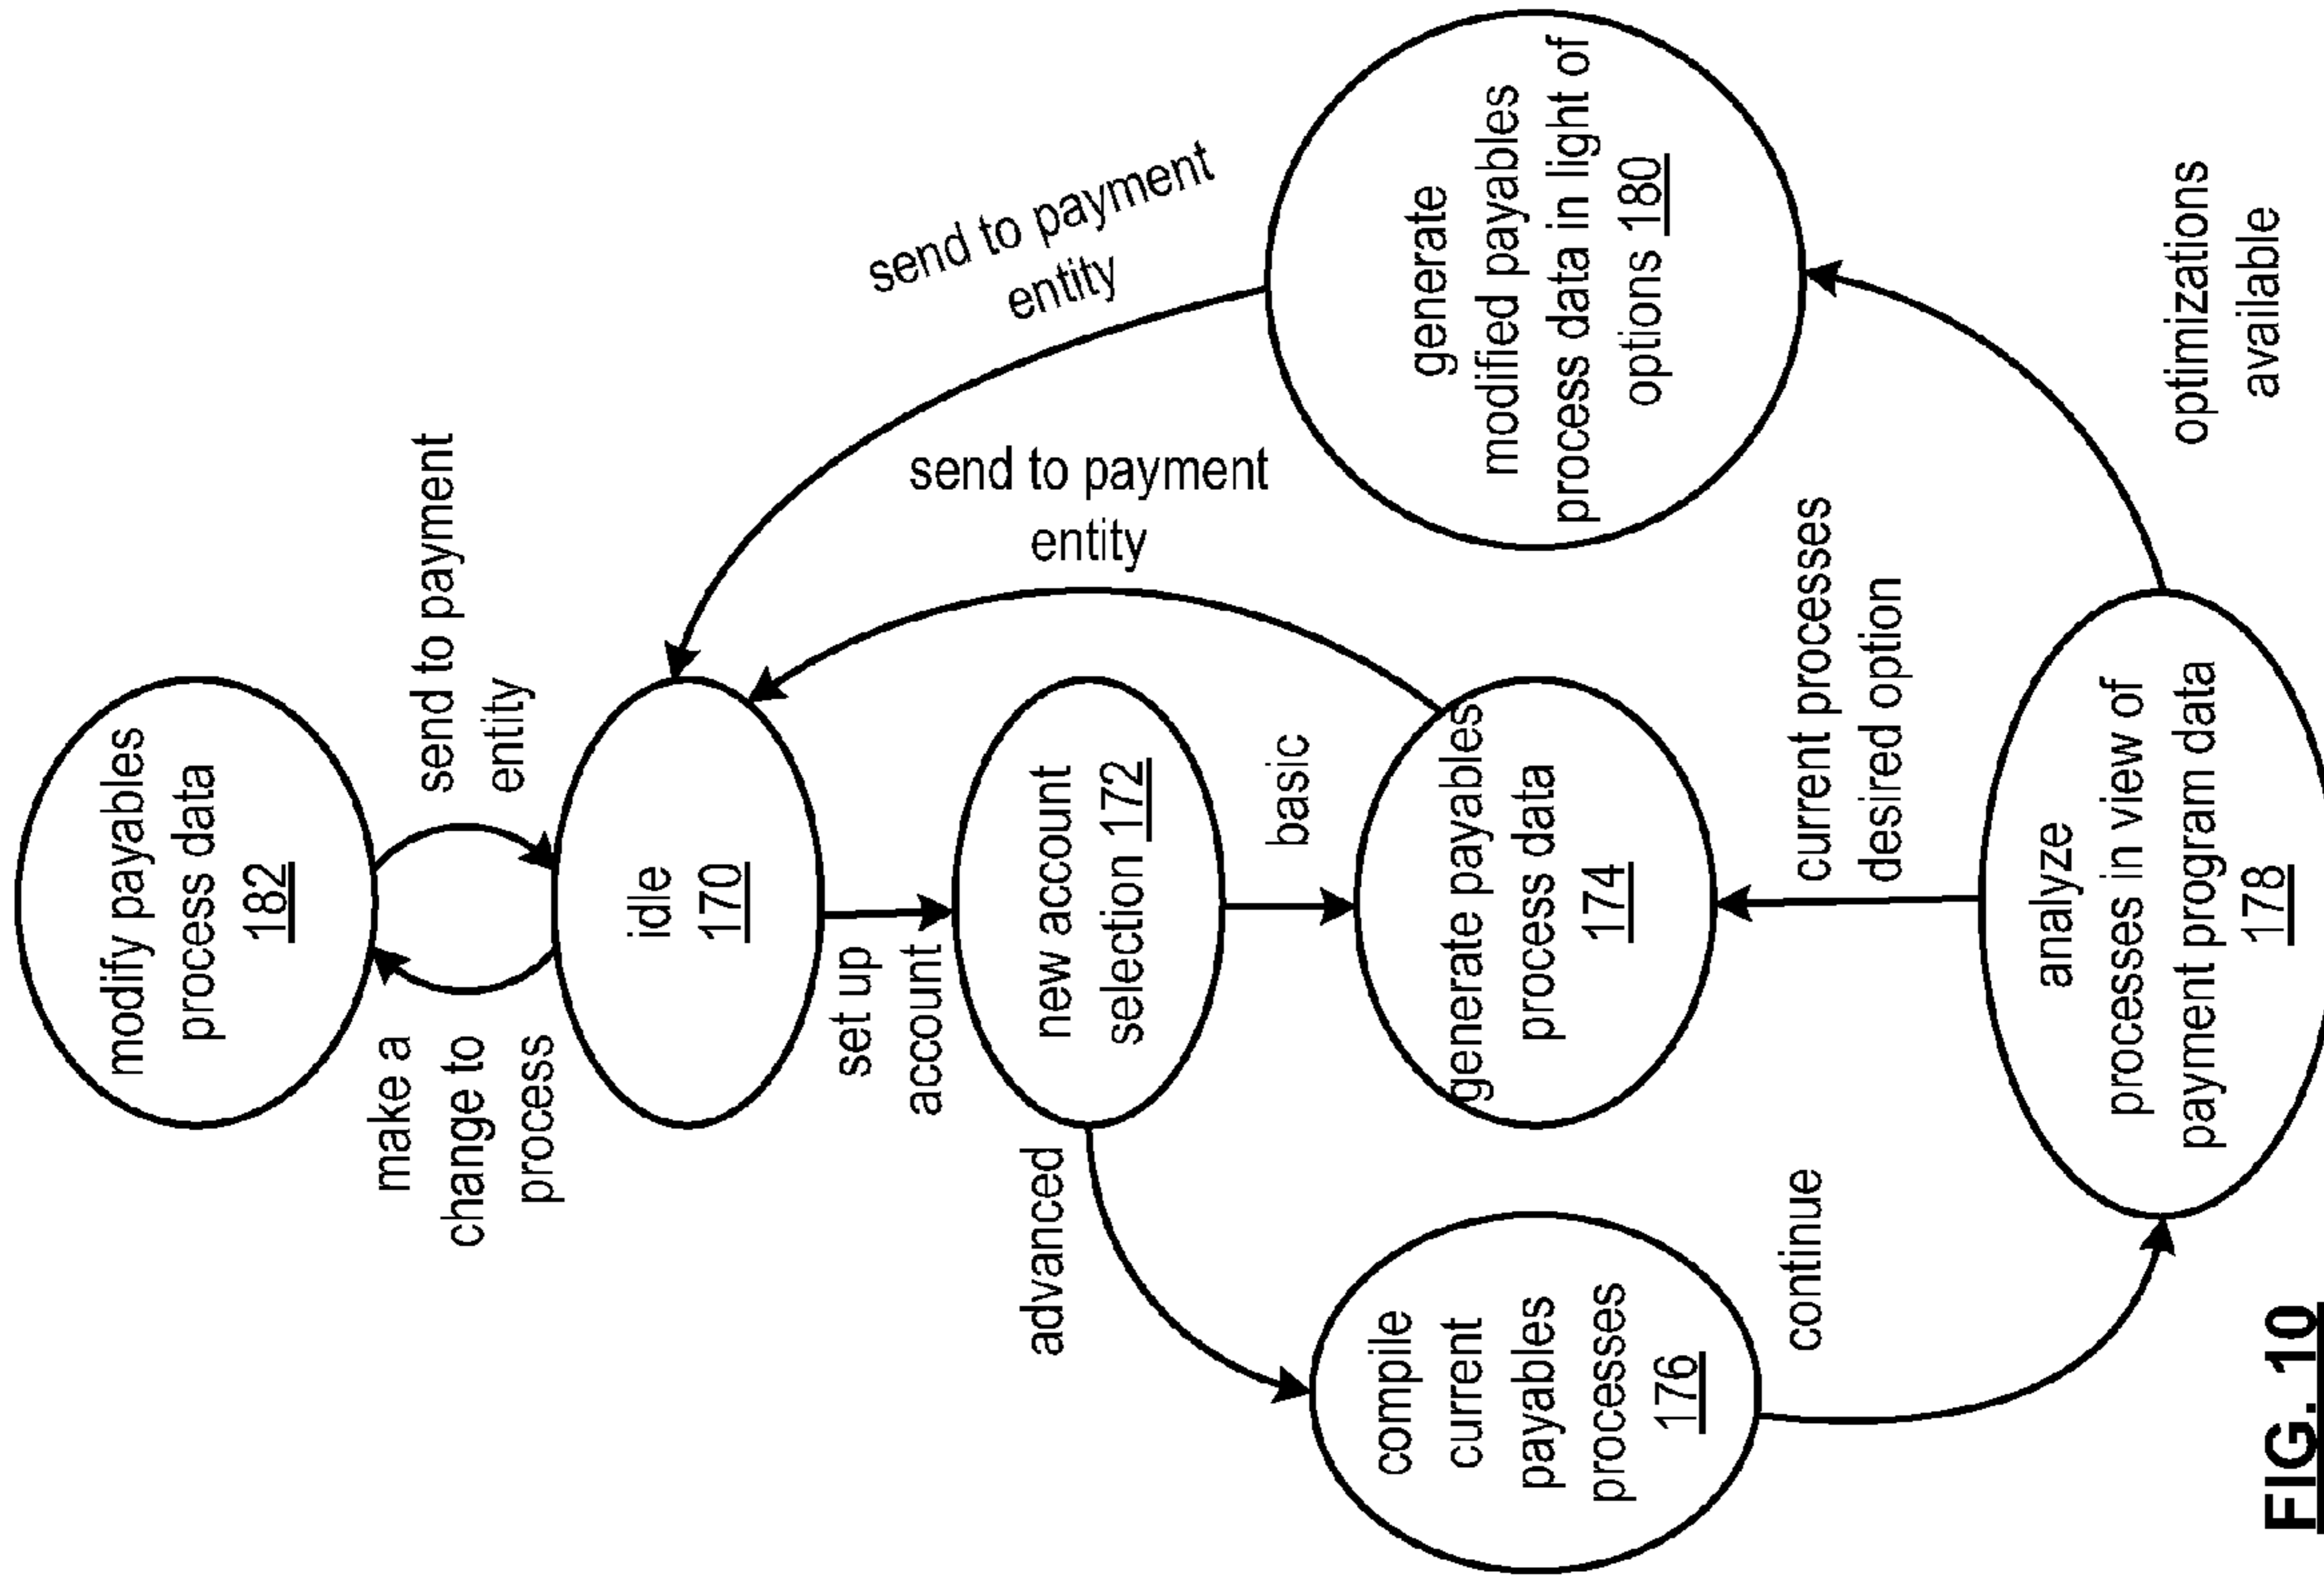 modify payables
process data
182
make a
change to
process
send to payment
entity
idle
170
set up
account
new account
selection 172
advanced
basic
send to payment
entity
send to payment
entity
compile
current
payables
processes
176
generate payables
process data
174
generate
modified payables
process data in light of
options 180
continue
current processes
desired option
optimizations
available
analyze
processes in view of
payment program data
178
FIG. 10